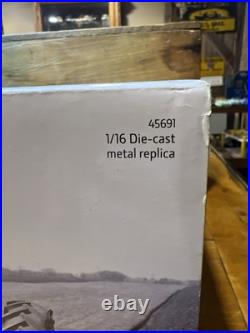 45691
1/16 Die-cast
metal replica